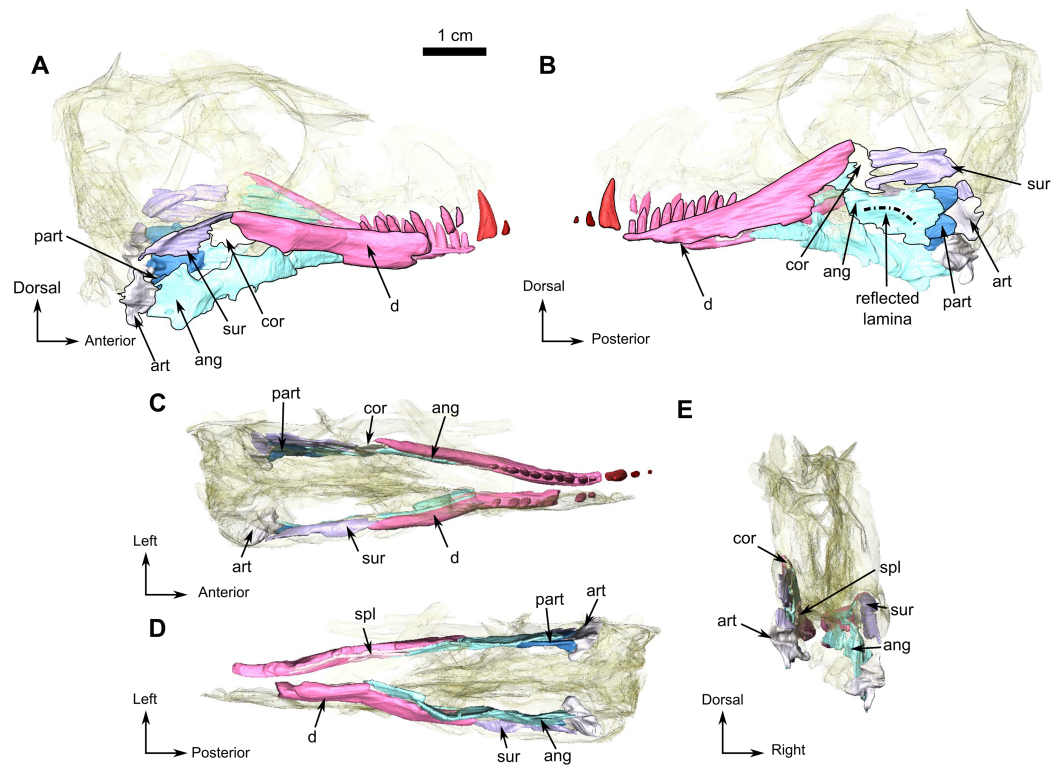 1 cm
A
part
Dorsal
Anterior
art
ang
sur
cor
d
B
sur
cor
ang
reflected
lamina
part
art
d
Dorsal
Posterior
C
part
cor
ang
Left
Anterior
art
sur
d
D
spl
part
art
Left
Posterior
d
sur
ang
E
cor
spl
art
sur
ang
Dorsal
Right